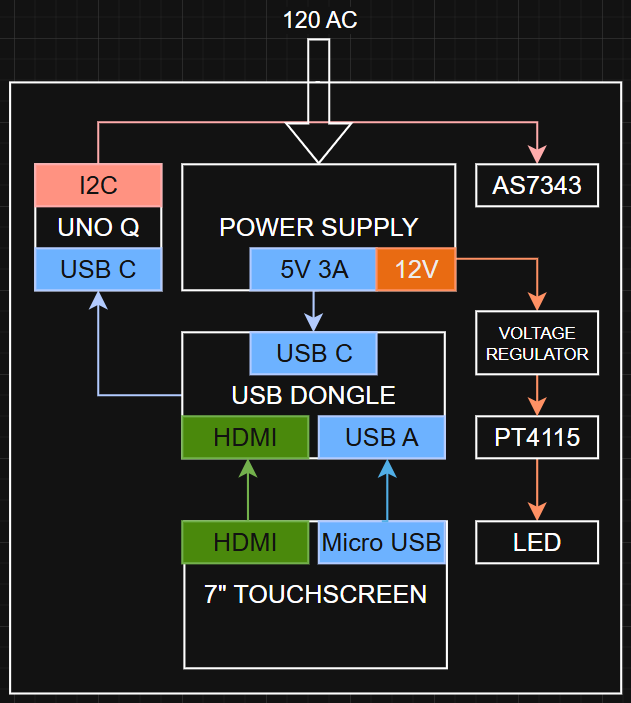 120 AC
I2C
UNO Q
USB C
POWER SUPPLY
5V 3A
12V
AS7343
VOLTAGE
REGULATOR
USB C
USB DONGLE
HDMI
USB A
PT4115
HDMI
Micro USB
7" TOUCHSCREEN
LED